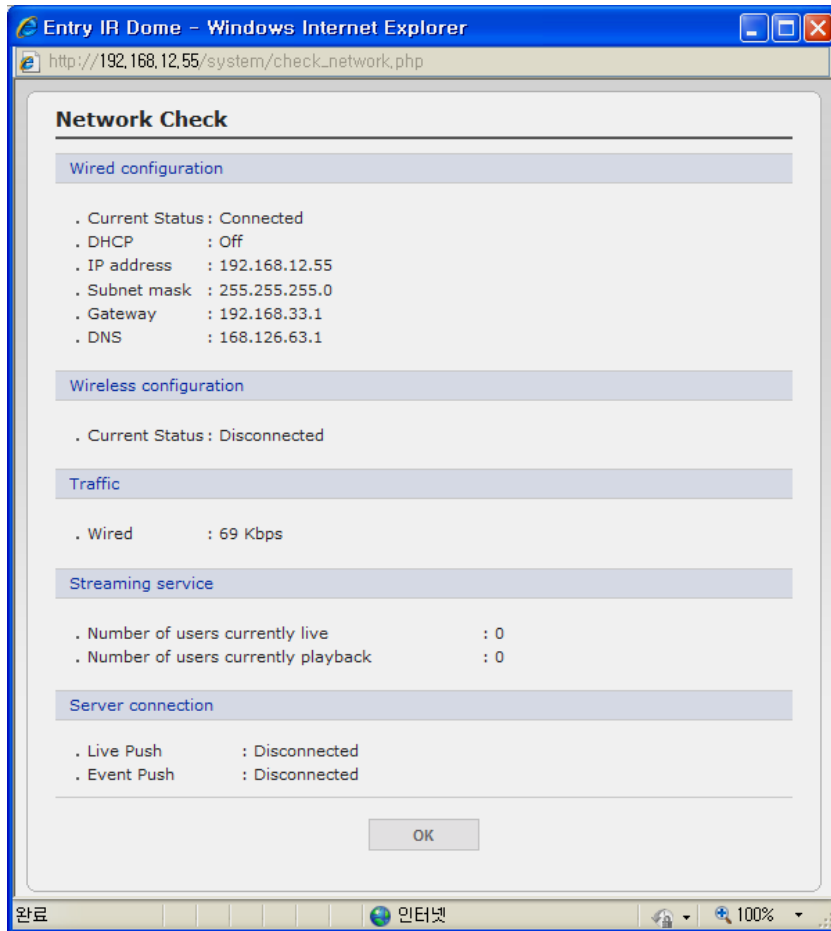 Entry IR Dome - Windows Internet Explorer
http://192,168,12,55/system/check_network,php
Network Check
Wired configuration
. Current Status : Connected
. DHCP : Off
. IP address : 192.168.12.55
. Subnet mask : 255.255.255.0
. Gateway : 192.168.33.1
. DNS : 168.126.63.1
Wireless configuration
. Current Status : Disconnected
Traffic
. Wired : 69 Kbps
Streaming service
. Number of users currently live : 0
. Number of users currently playback : 0
Server connection
. Live Push : Disconnected
. Event Push : Disconnected
OK
완료 인터넷 100%